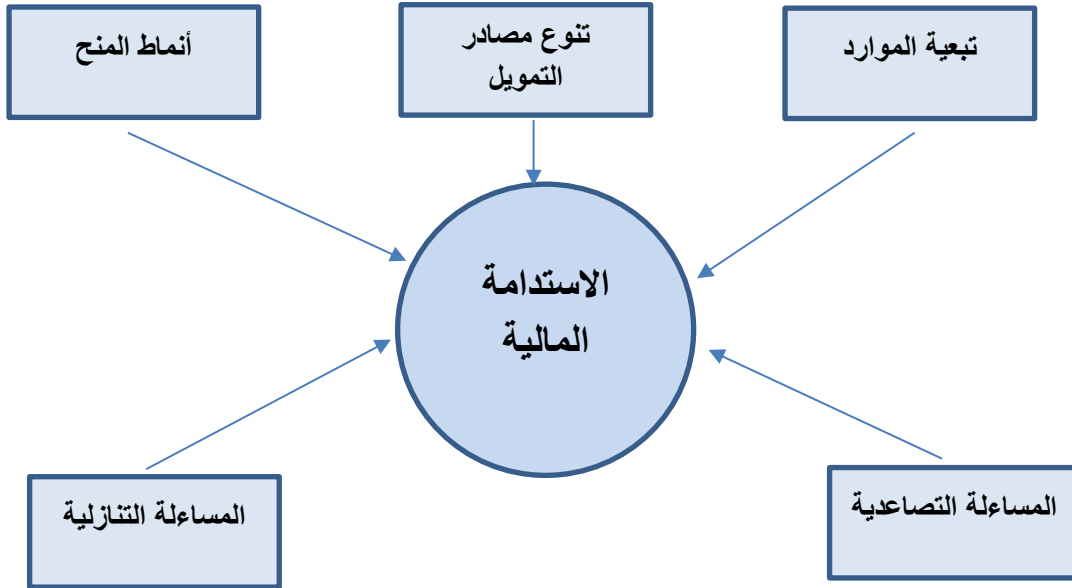 تبعية الموارد
تنوع مصادر
التمويل
أنماط المنح
الاستدامة
المالية
المساءلة التصاعدية
المساءلة التنازلية